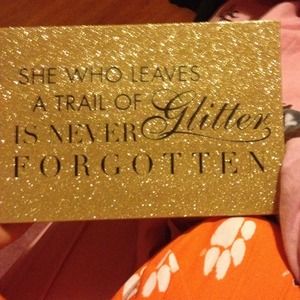 SHE WHO LEAVES
A TRAIL OF Glitter
IS NEVER
FORGOTTEN